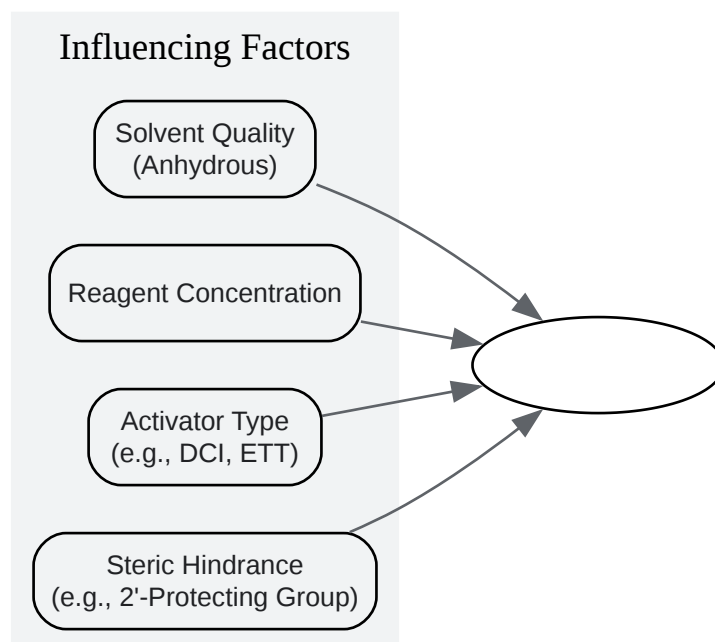 Influencing Factors
Solvent Quality
(Anhydrous)
Reagent Concentration
Activator Type
(e.g., DCI, ETT)
Steric Hindrance
(e.g., 2'-Protecting Group)